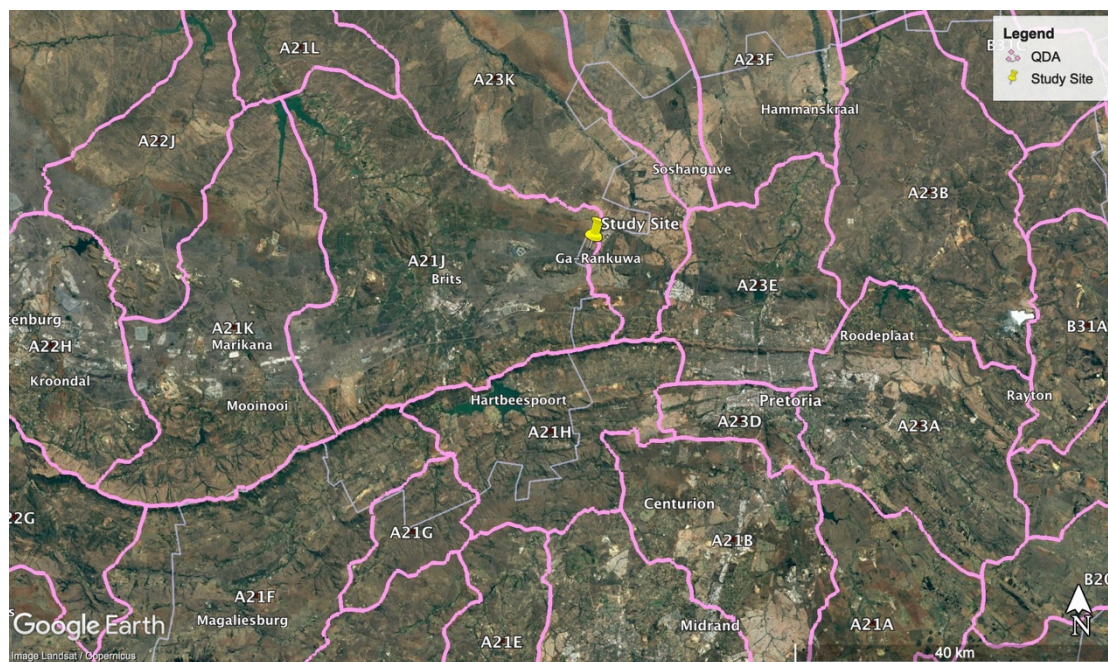 A21L
A23K
A23F
Legend
QDA
Study Site
Hammanskraal
A22J
Soshanguve
A23B
Study Site
Ga-Rankuwa
A21J
Brits
A23E
tenburg
A21K
Marikana
A22H
Roodeplaat
B31A
Kroondal
Mooinooi
Hartbeespoort
Pretoria
Rayton
A21H
A23D
A23A
Centurion
22G
A21G
A21B
B20
A21F
Magaliesburg
Google Earth
Midrand
A21A
N
A21E
40 km
Image Landsat / Copernicus